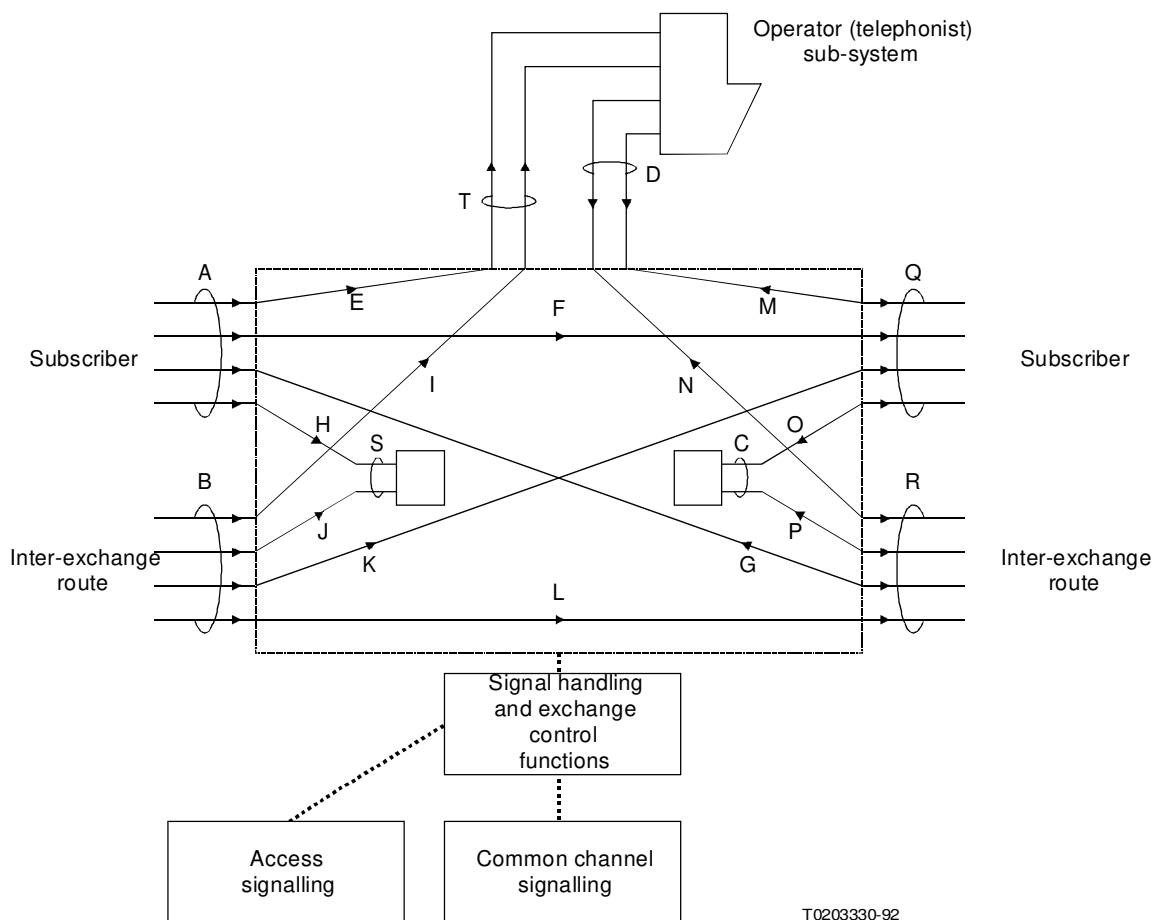 Operator (telephonist)
sub-system
T
D
A
Q
E
M
F
Subscriber
Subscriber
I
N
H
S
C
O
B
R
J
P
Inter-exchange
route
K
G
Inter-exchange
route
L
Signal handling
and exchange
control
functions
Access
signalling
Common channel
signalling
T0203330-92